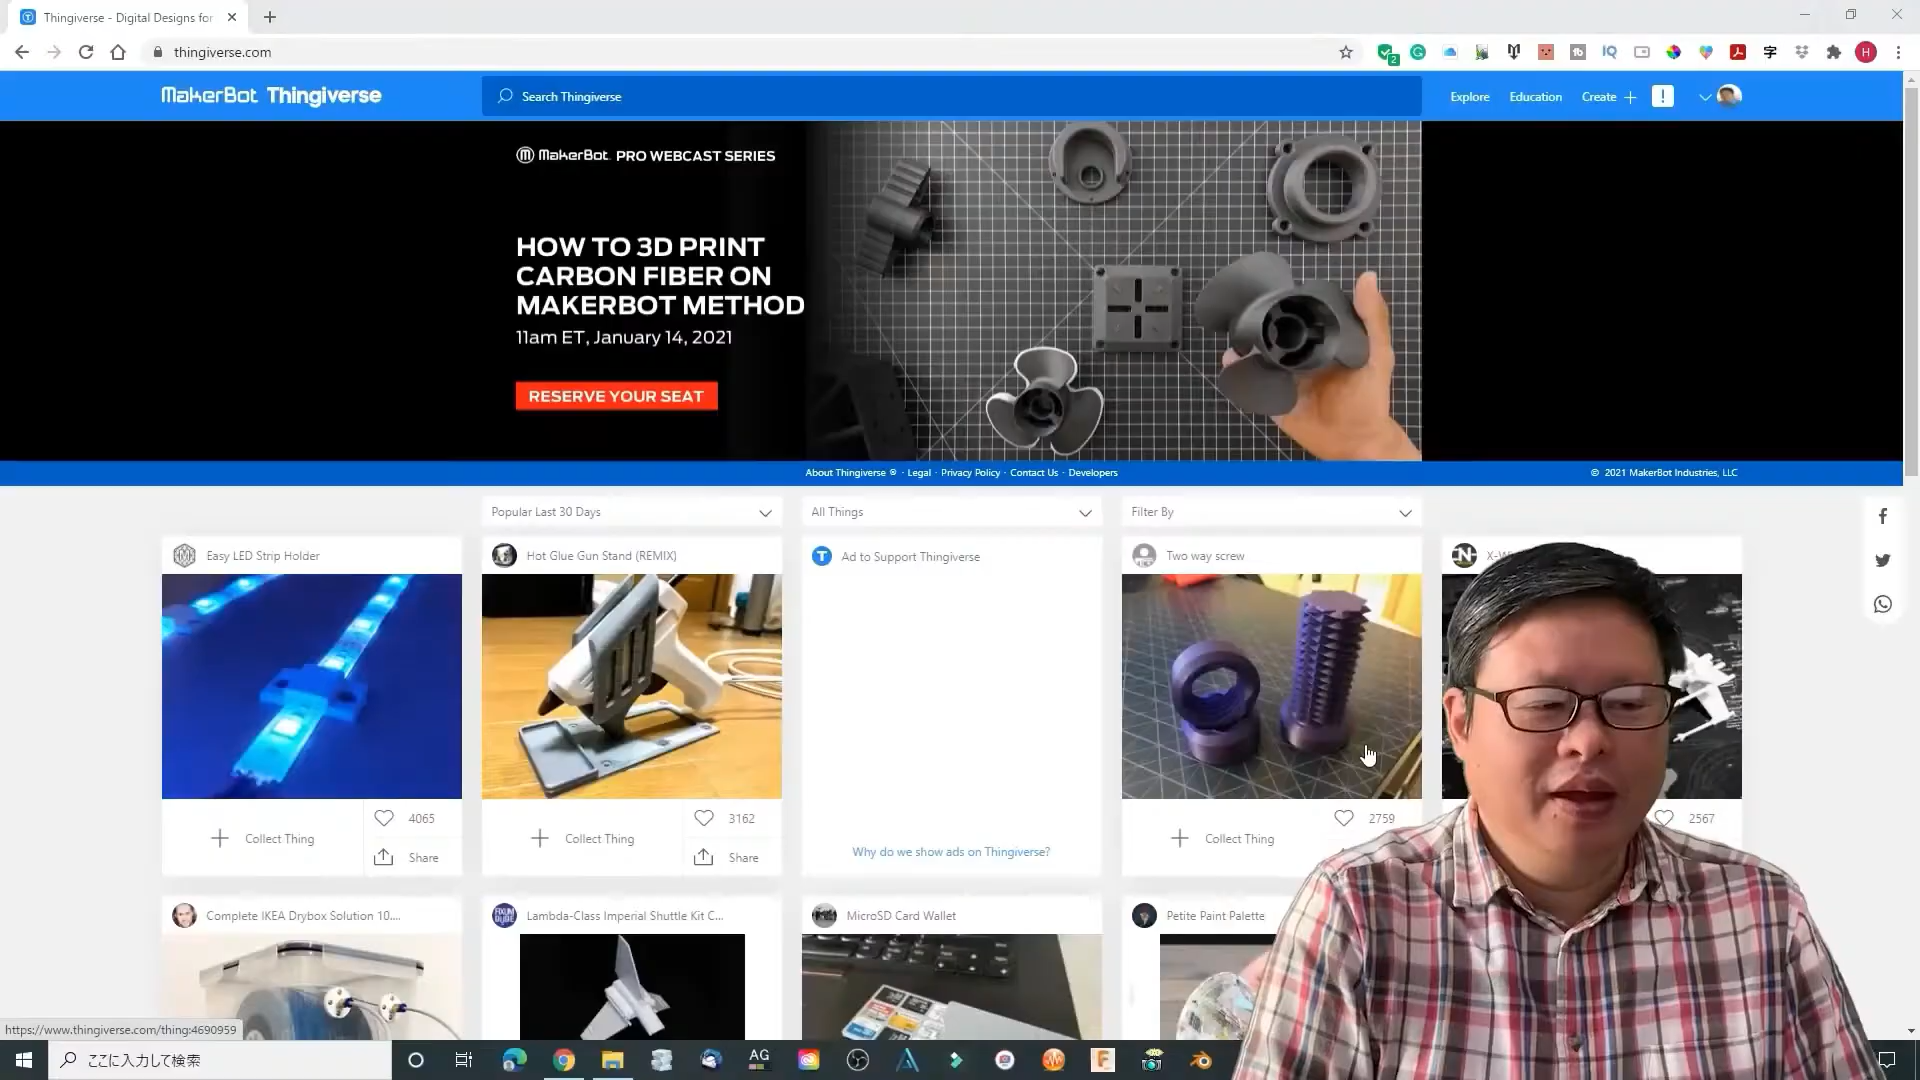 Thingiverse - Digital Designs for
thingiverse.com
2
字
H
MakerBot Thingiverse
Search Thingiverse
Explore
Education
Create
MakerBot. PRO WEBCAST SERIES
HOW TO 3D PRINT
CARBON FIBER ON
MAKERBOT METHOD
11am ET, January 14, 2021
RESERVE YOUR SEAT
About Thingiverse ® · Legal · Privacy Policy · Contact Us · Developers
© 2021 MakerBot Industries, LLC
Popular Last 30 Days
All Things
Filter By
Easy LED Strip Holder
Hot Glue Gun Stand (REMIX)
Ad to Support Thingiverse
Two way screw
4065
Collect Thing
Share
3162
Collect Thing
Share
Why do we show ads on Thingiverse?
2759
Collect Thing
2567
Complete IKEA Drybox Solution 10....
Lambda-Class Imperial Shuttle Kit C...
MicroSD Card Wallet
Petite Paint Palette
https://www.thingiverse.com/thing:4690959
ここに入力して検索
AG